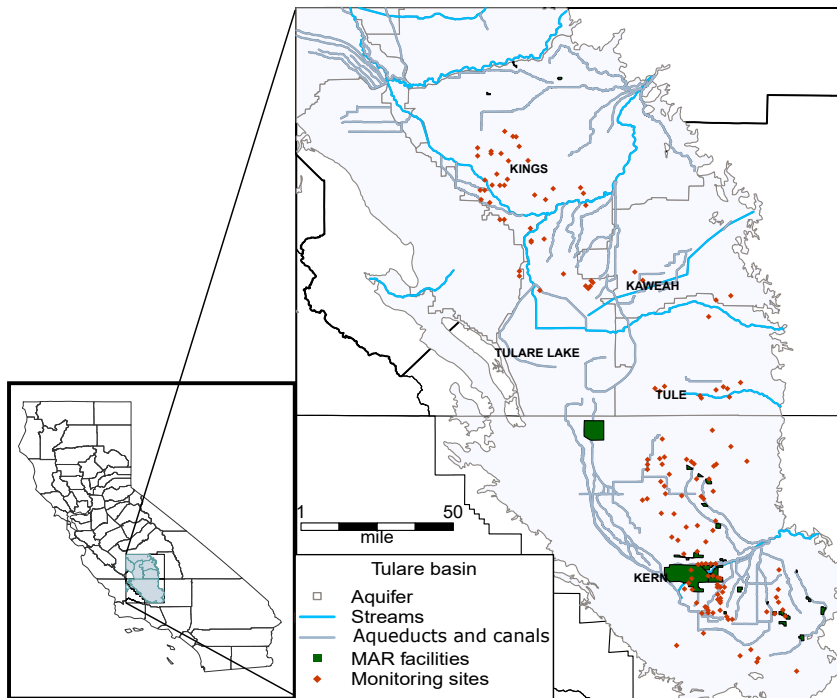 KINGS
KAWEAH
TULARE LAKE
TULE
1 50
mile
KERN
Tulare basin
Aquifer
Streams
Aqueducts and canals
MAR facilities
Monitoring sites